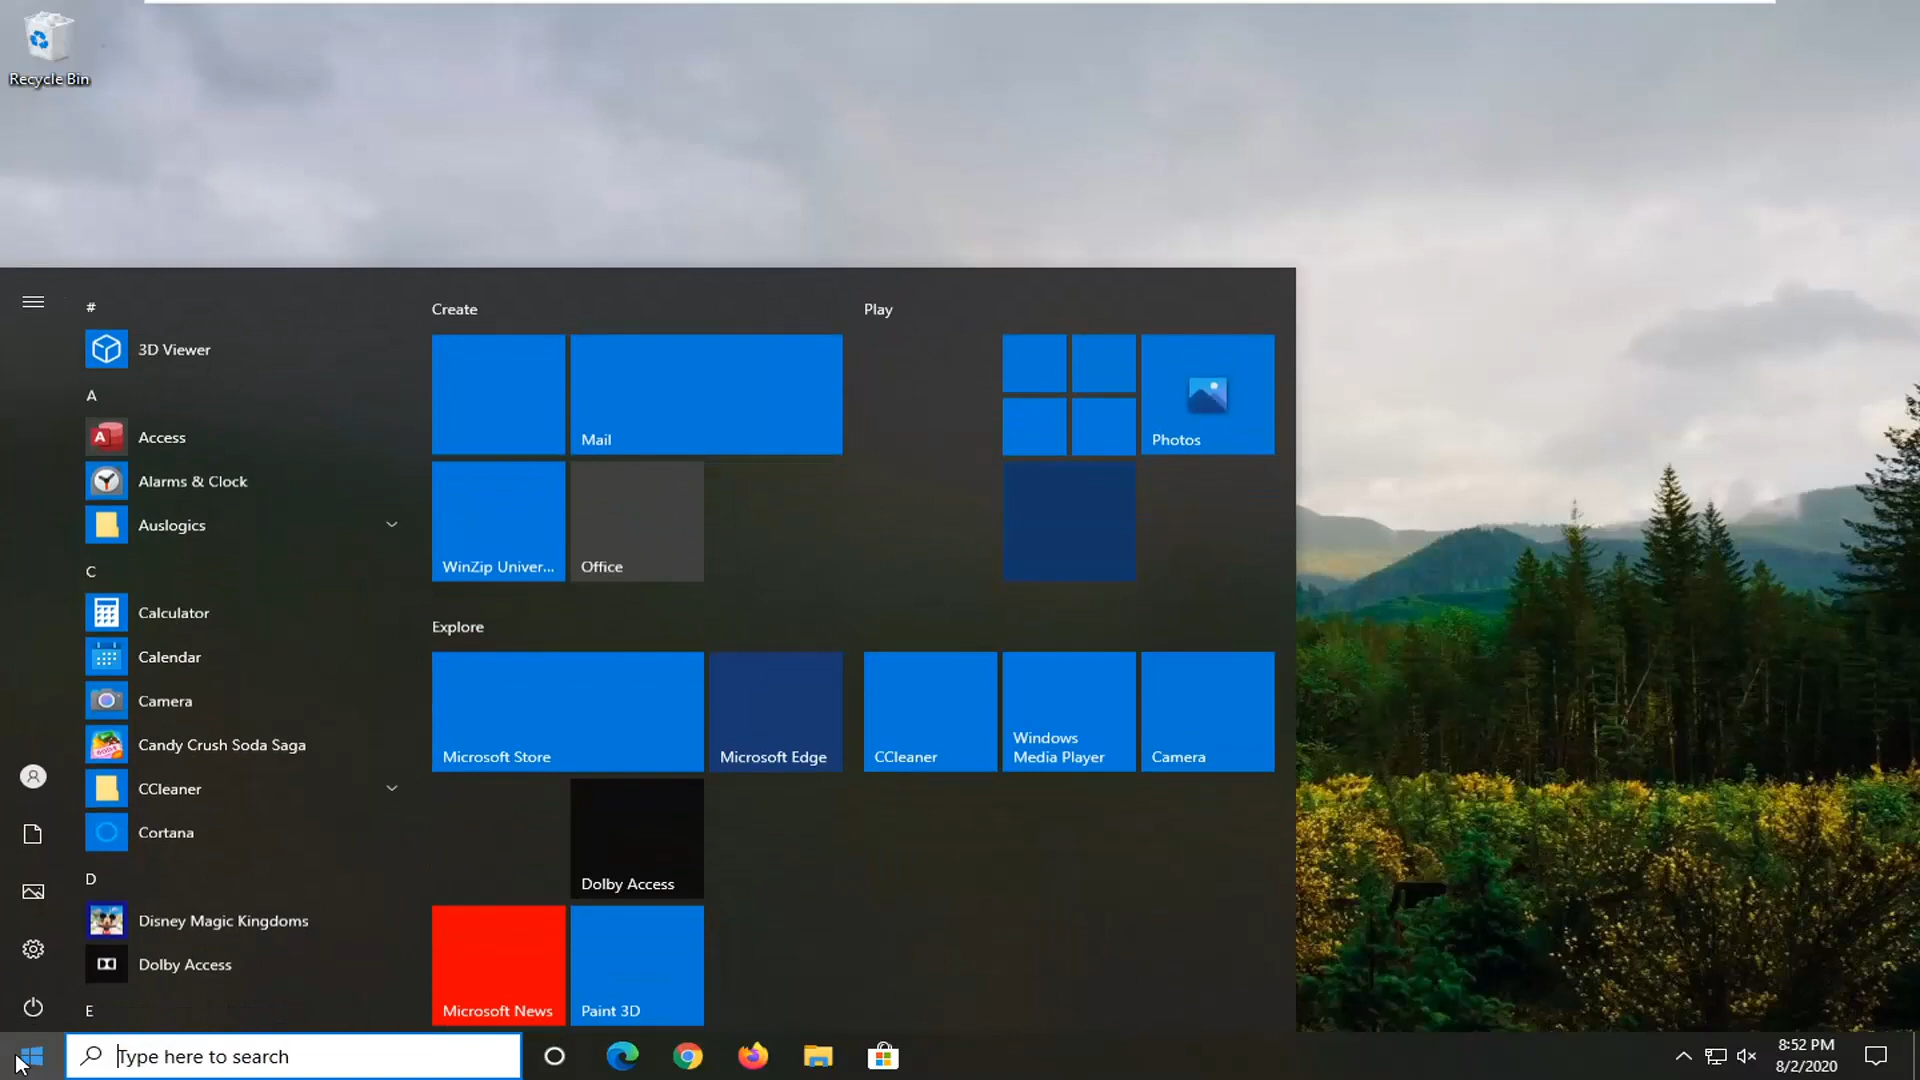 Recycle Bin
#
3D Viewer
A
Access
Alarms & Clock
Auslogics
C
Calculator
Calendar
Camera
Candy Crush Soda Saga
CCleaner
Cortana
D
Disney Magic Kingdoms
Dolby Access
E
Create
Mail
WinZip Univer...
Office
Explore
Microsoft Store
Microsoft Edge
Dolby Access
Microsoft News
Paint 3D
Play
Photos
CCleaner
Windows
Media Player
Camera
Type here to search
8:52 PM
8/2/2020